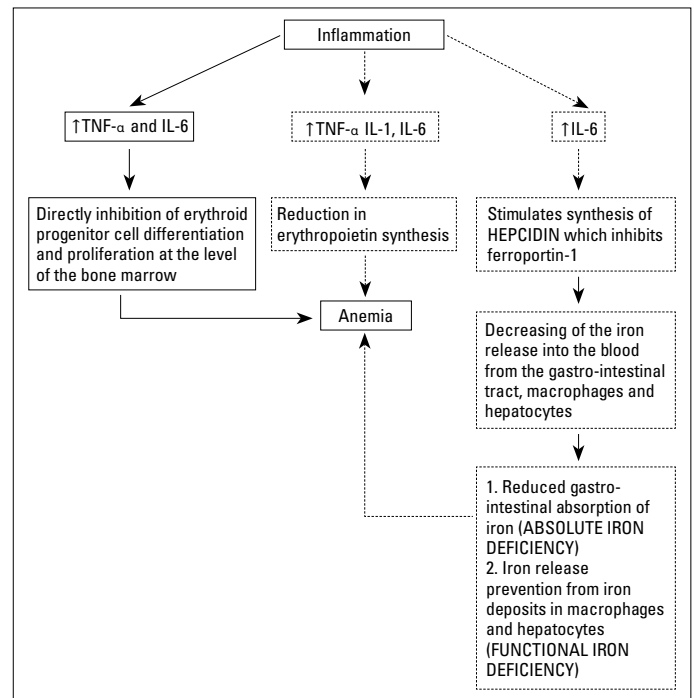 Inflammation
↑TNF-α and IL-6
↑TNF-α IL-1, IL-6
↑IL-6
Directly inhibition of erythroid
progenitor cell differentiation
and proliferation at the level
of the bone marrow
Reduction in
erythropoietin synthesis
Stimulates synthesis of
HEPCIDIN which inhibits
ferroportin-1
Anemia
Decreasing of the iron
release into the blood
from the gastro-intestinal
tract, macrophages and
hepatocytes
1. Reduced gastro-
intestinal absorption of
iron (ABSOLUTE IRON
DEFICIENCY)
2. Iron release
prevention from iron
deposits in macrophages
and hepatocytes
(FUNCTIONAL IRON
DEFICIENCY)